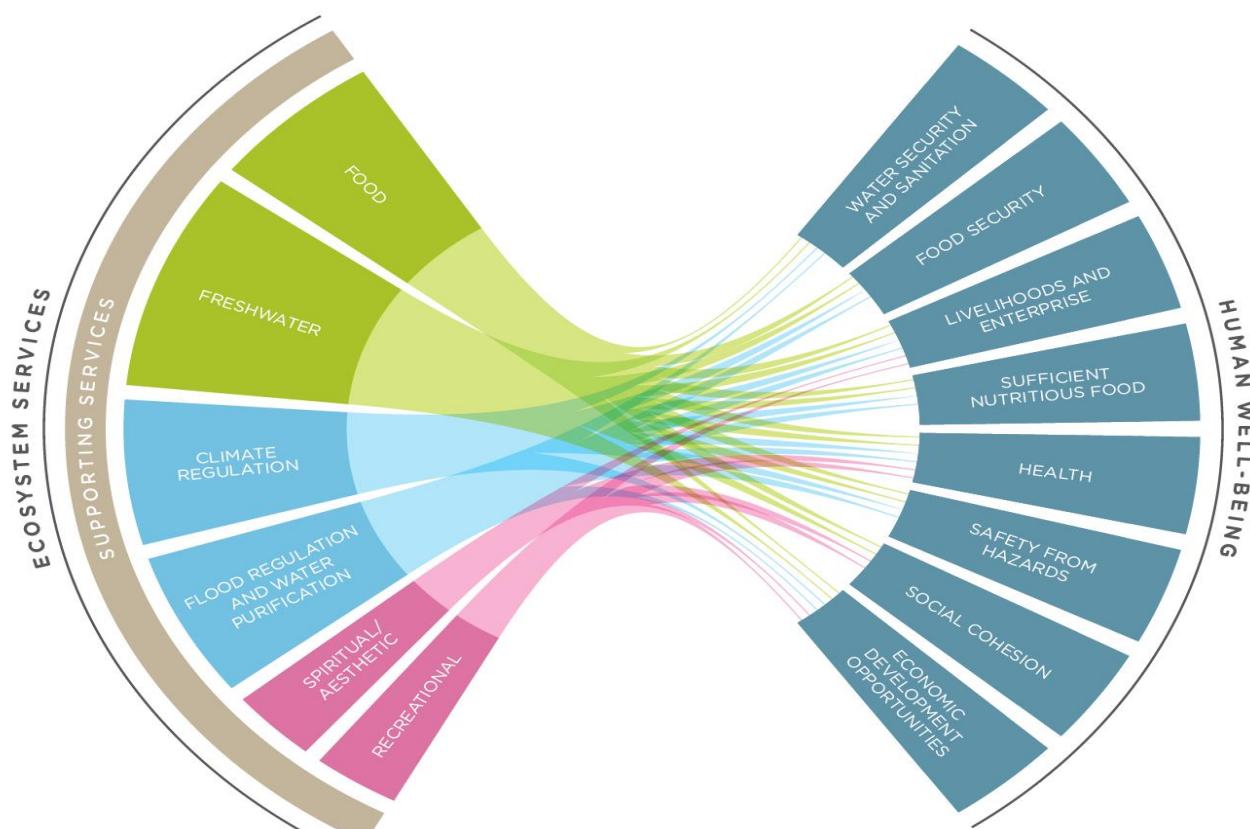 ECOSYSTEM SERVICES
SUPPORTING SERVICES
FOOD
FRESHWATER
CLIMATE
REGULATION
FLOOD REGULATION
AND WATER
PURIFICATION
SPIRITUAL/
AESTHETIC
RECREATIONAL
WATER SECURITY
AND SANITATION
FOOD SECURITY
LIVELIHOODS AND
ENTERPRISE
SUFFICIENT
NUTRITIOUS FOOD
HEALTH
SAFETY FROM
HAZARDS
SOCIAL COHESION
ECONOMIC
DEVELOPMENT
OPPORTUNITIES
HUMAN WELL-BEING